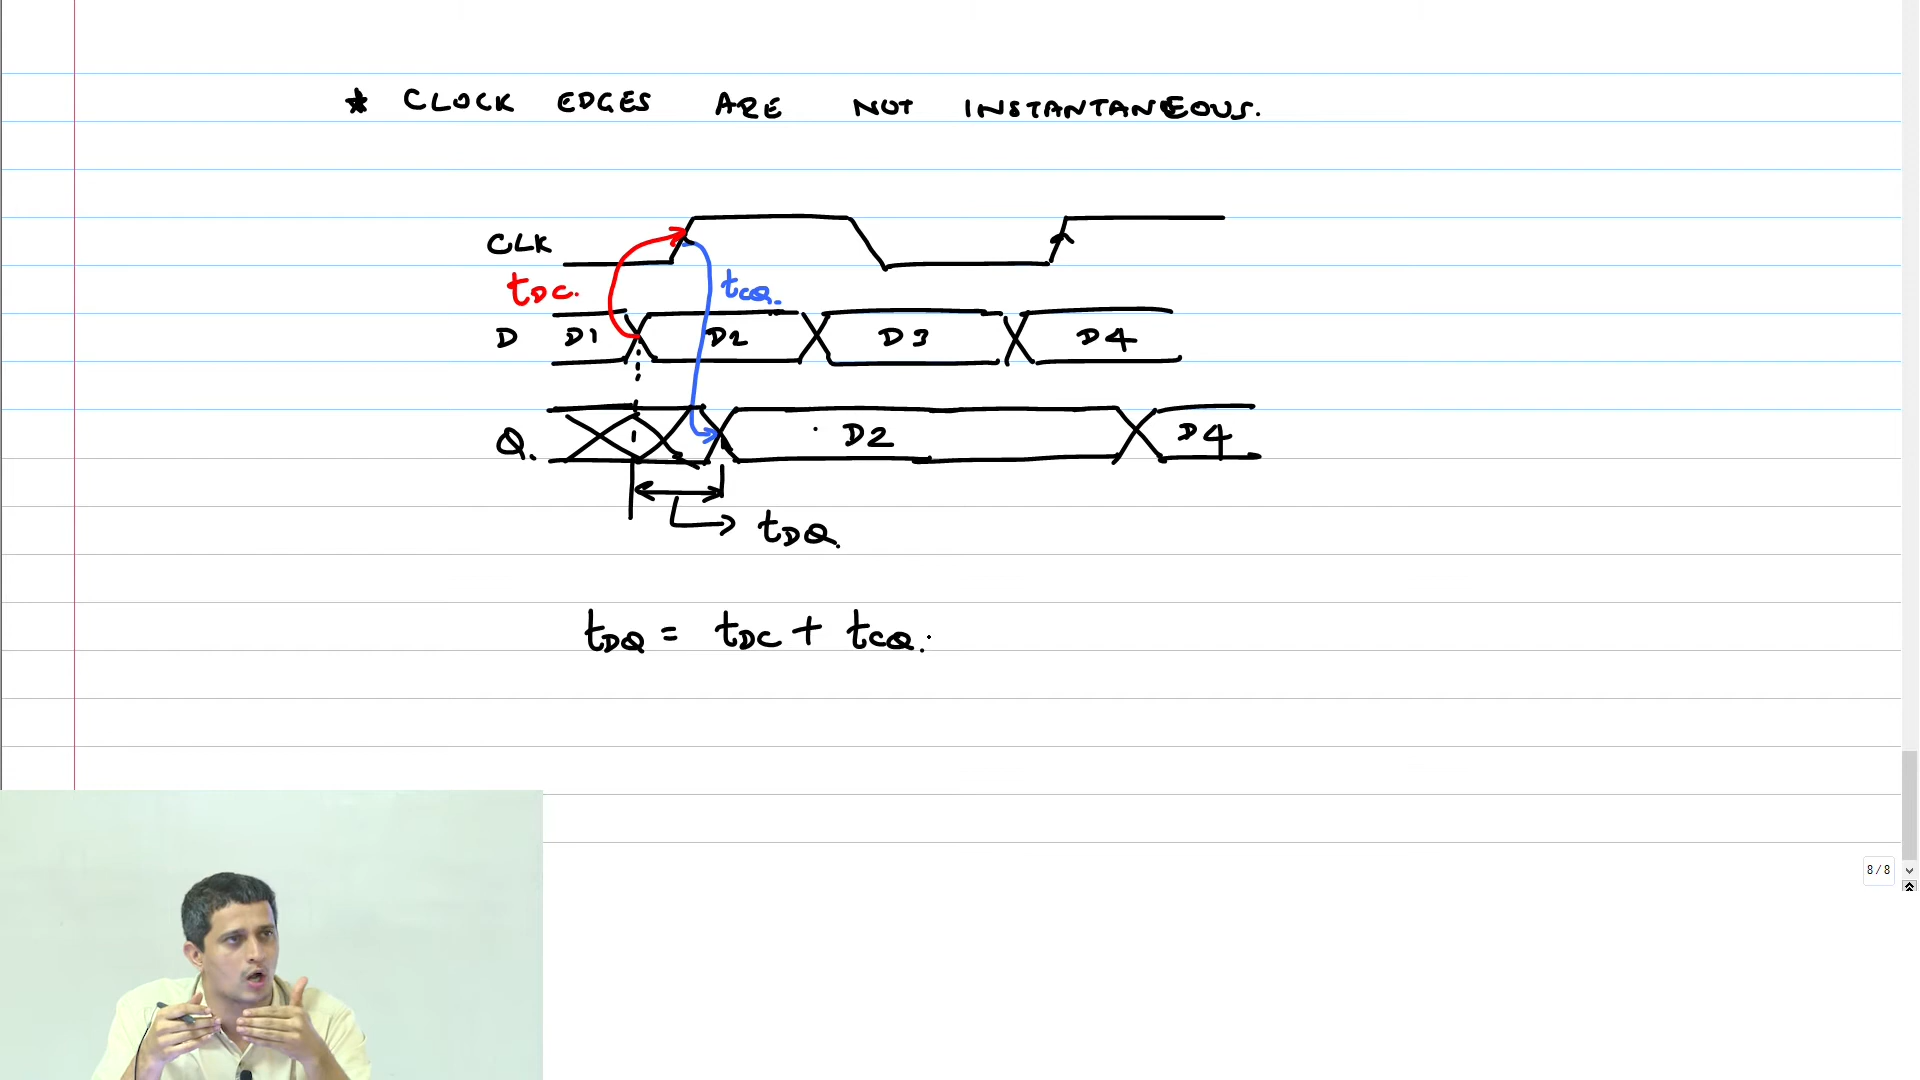 * CLOCK EDGES ARE NOT INSTANTANEOUS.
CLK
tDC. tCQ.
D D1 D2 D3 D4
Q. D2 D4
tDQ.
tDQ = tDC + tCQ.
8/8